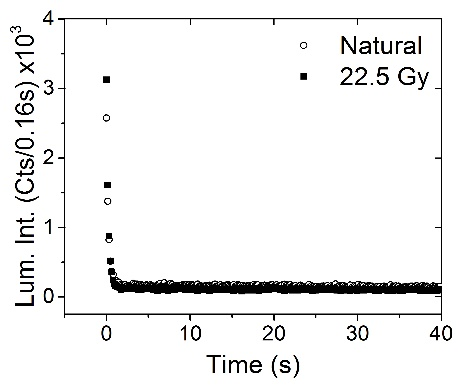 Natural
22.5 Gy
Lum. Int. (Cts/0.16s) x10³
4
3
2
1
0
0 10 20 30 40
Time (s)